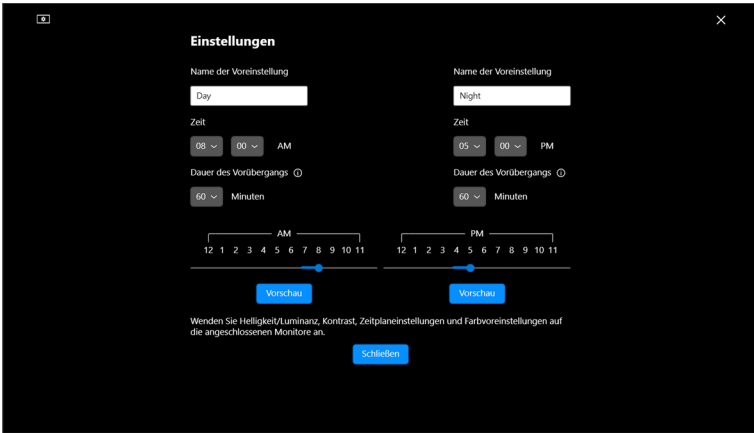 Einstellungen
Name der Voreinstellung
Day
Zeit
08 00 AM
Dauer des Vorübergangs
60 Minuten
Name der Voreinstellung
Night
Zeit
05 00 PM
Dauer des Vorübergangs
60 Minuten
AM
12 1 2 3 4 5 6 7 8 9 10 11
Vorschau
PM
12 1 2 3 4 5 6 7 8 9 10 11
Vorschau
Wenden Sie Helligkeit/Luminanz, Kontrast, Zeitplaneinstellungen und Farbvoreinstellungen auf
die angeschlossenen Monitore an.
Schließen